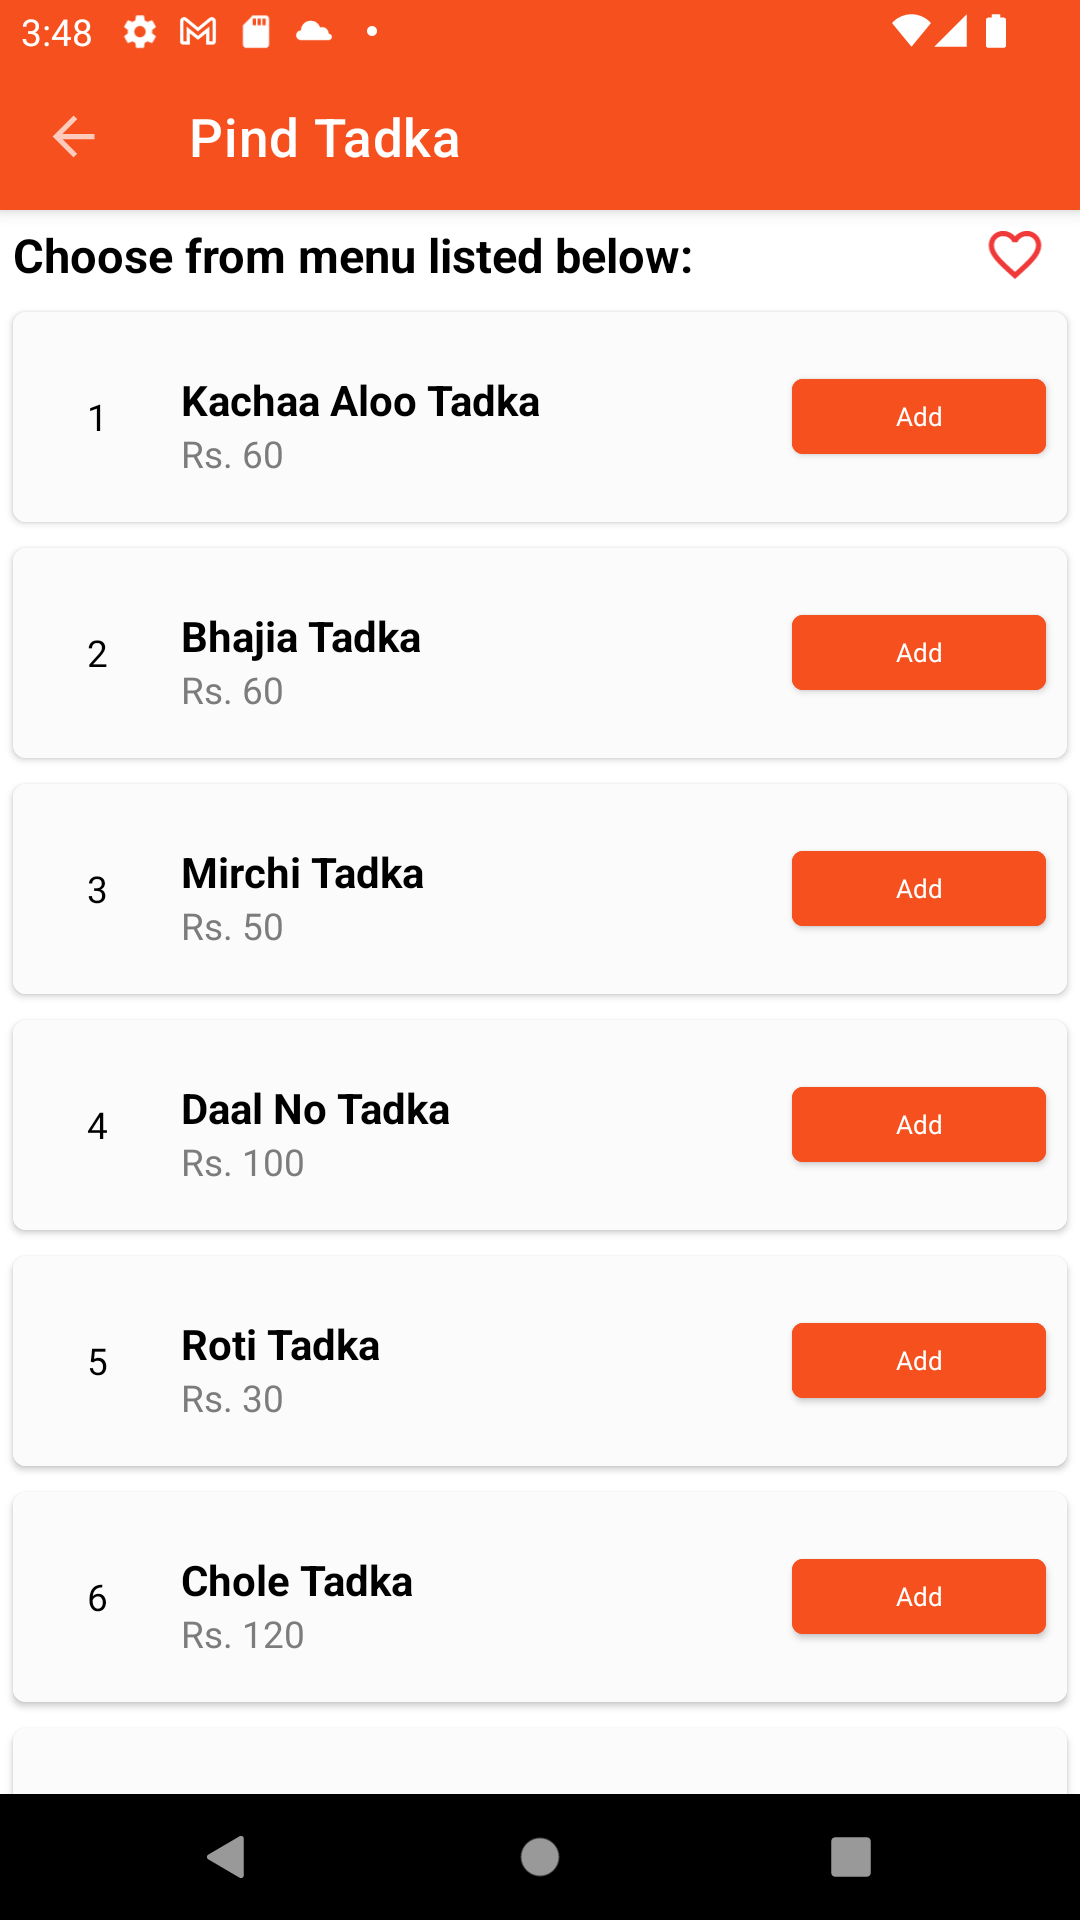 3:48
Pind Tadka
Choose from menu listed below:
1
Kachaa Aloo Tadka
Rs. 60
Add
2
Bhajia Tadka
Rs. 60
Add
3
Mirchi Tadka
Rs. 50
Add
4
Daal No Tadka
Rs. 100
Add
5
Roti Tadka
Rs. 30
Add
6
Chole Tadka
Rs. 120
Add